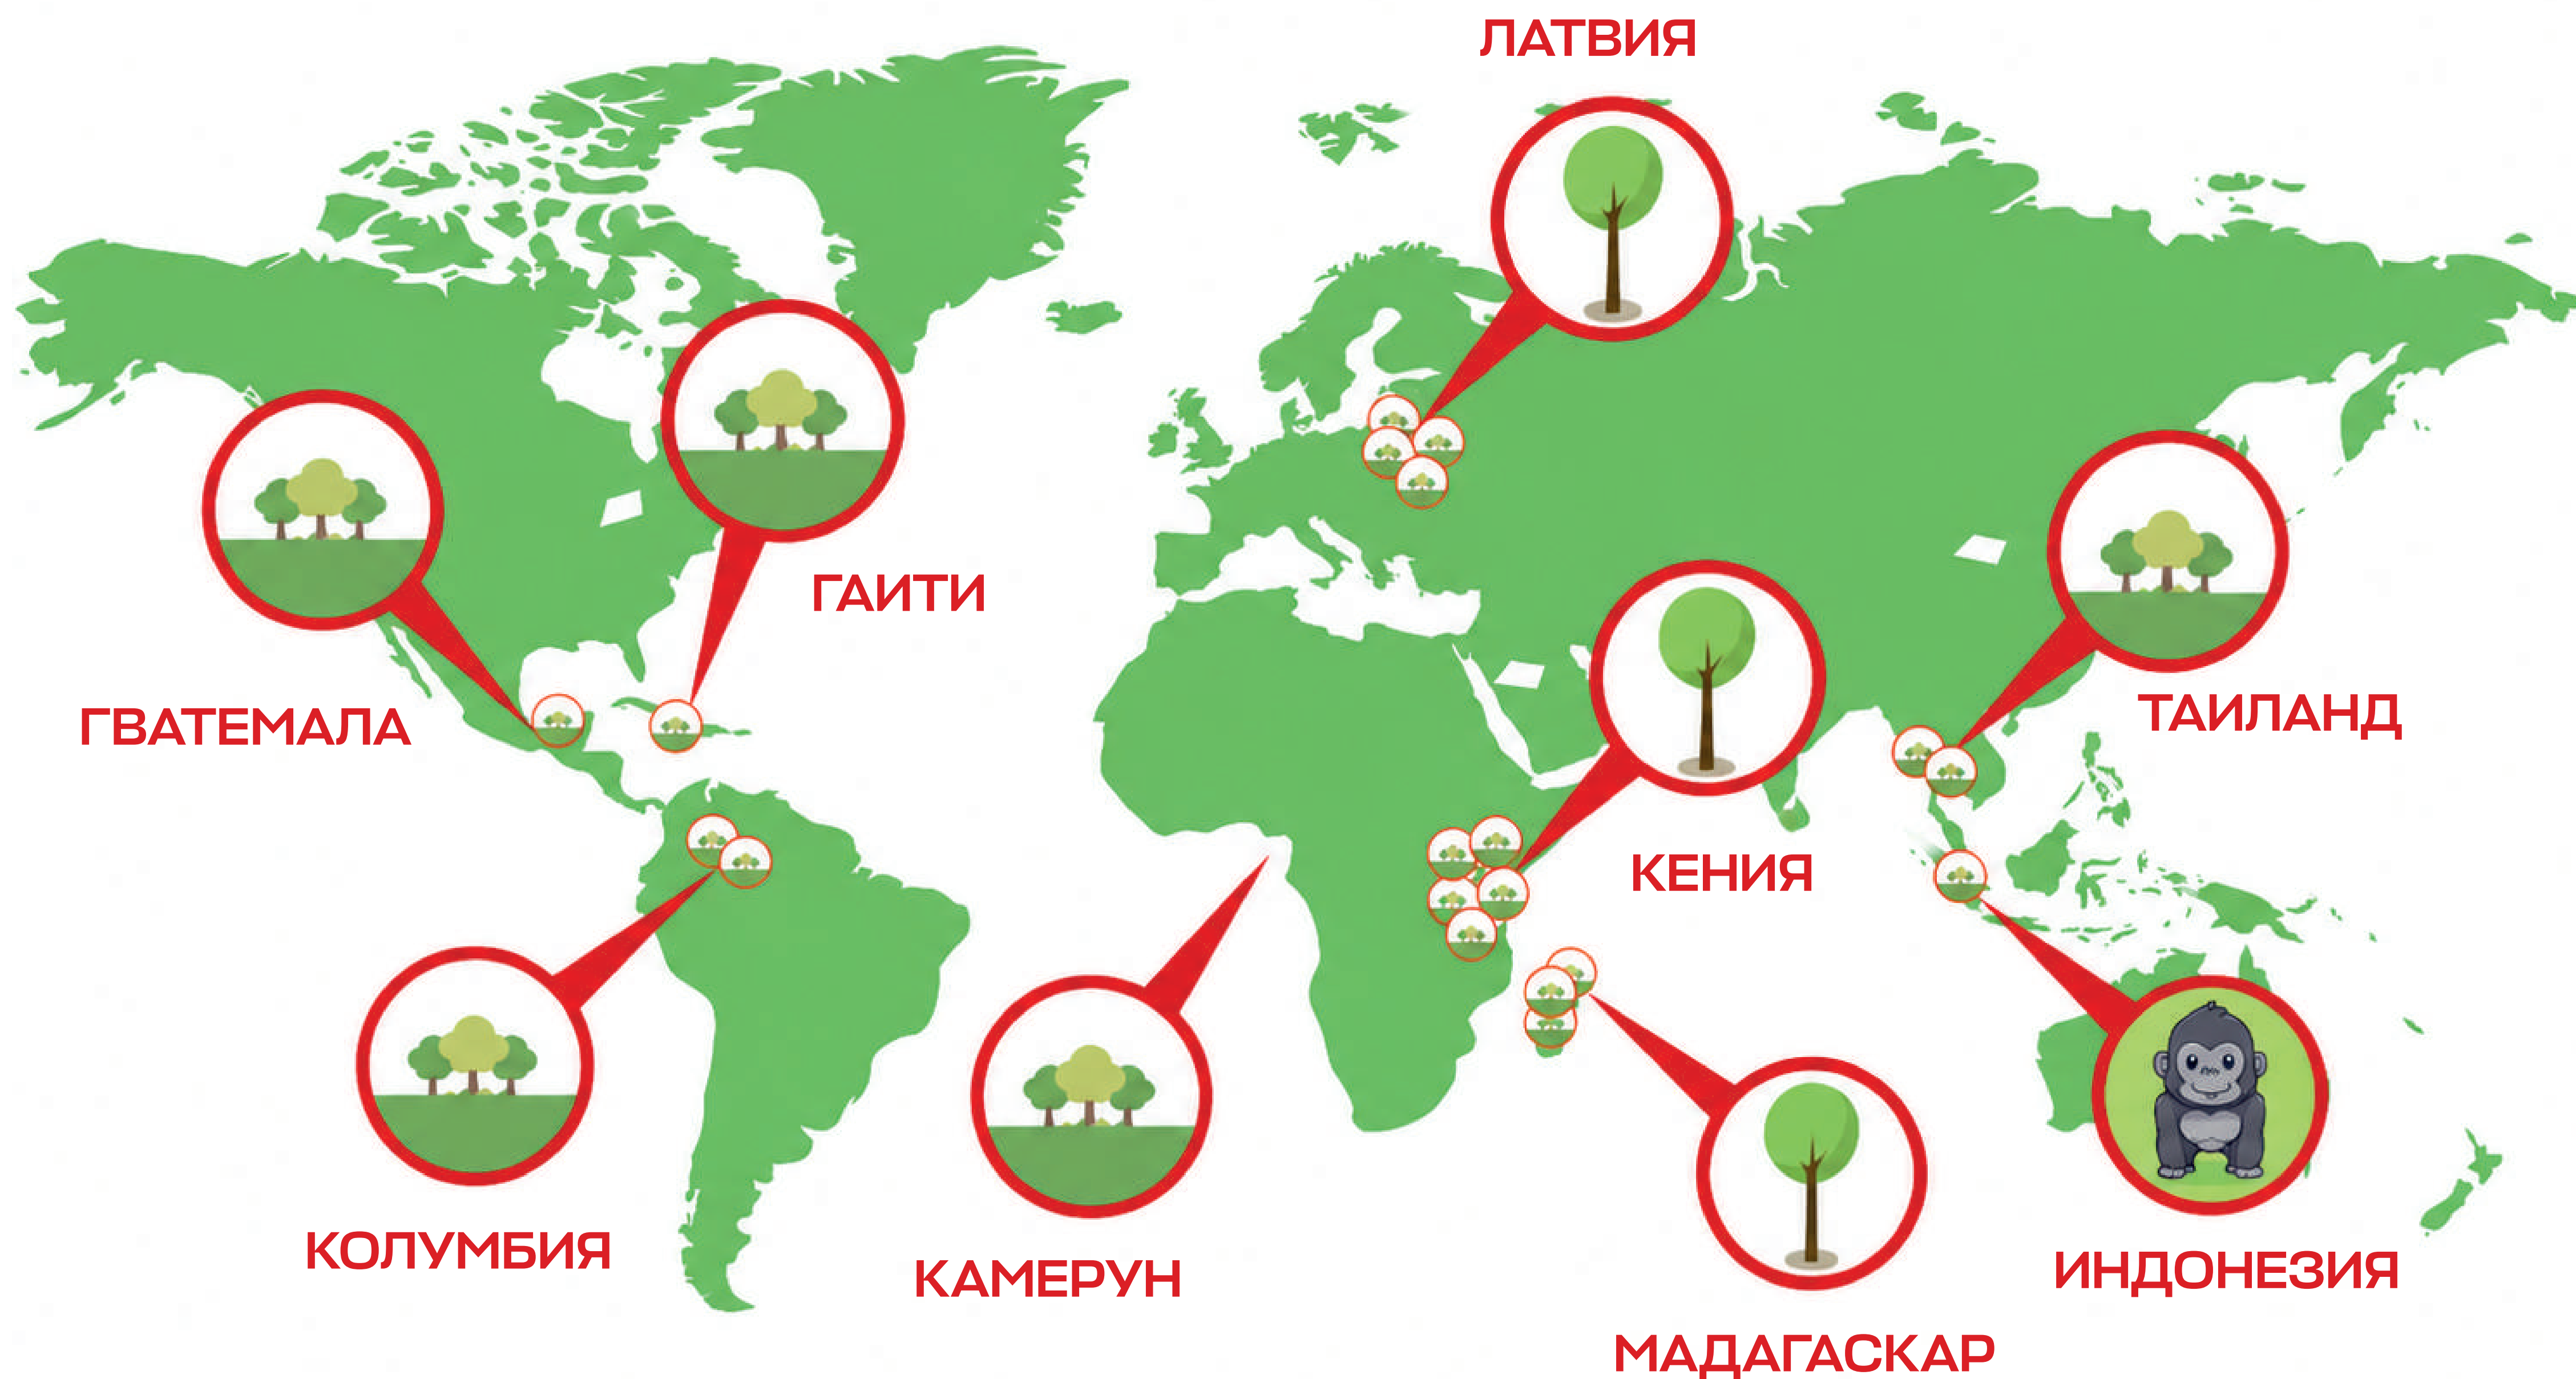 ЛАТВИЯ
ГАИТИ
ГВАТЕМАЛА
ТАИЛАНД
КЕНИЯ
КОЛУМБИЯ
КАМЕРУН
ИНДОНЕЗИЯ
МАДАГАСКАР